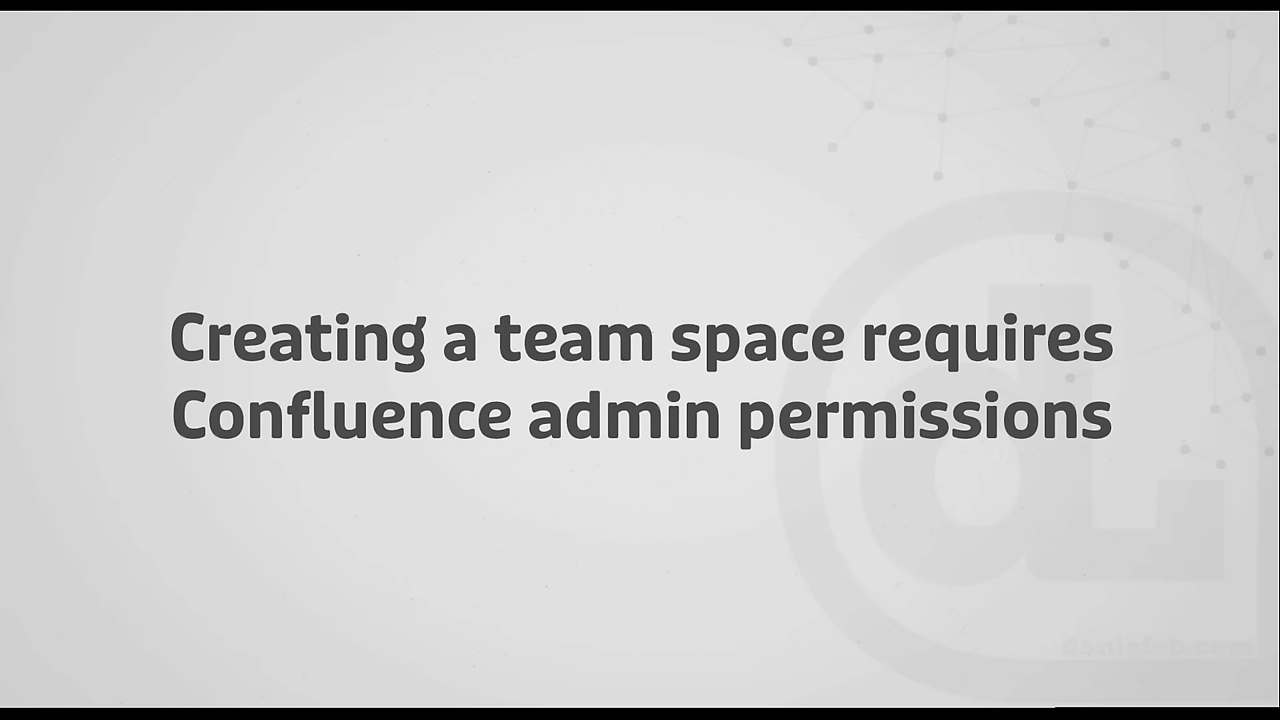 Creating a team space requires
Confluence admin permissions